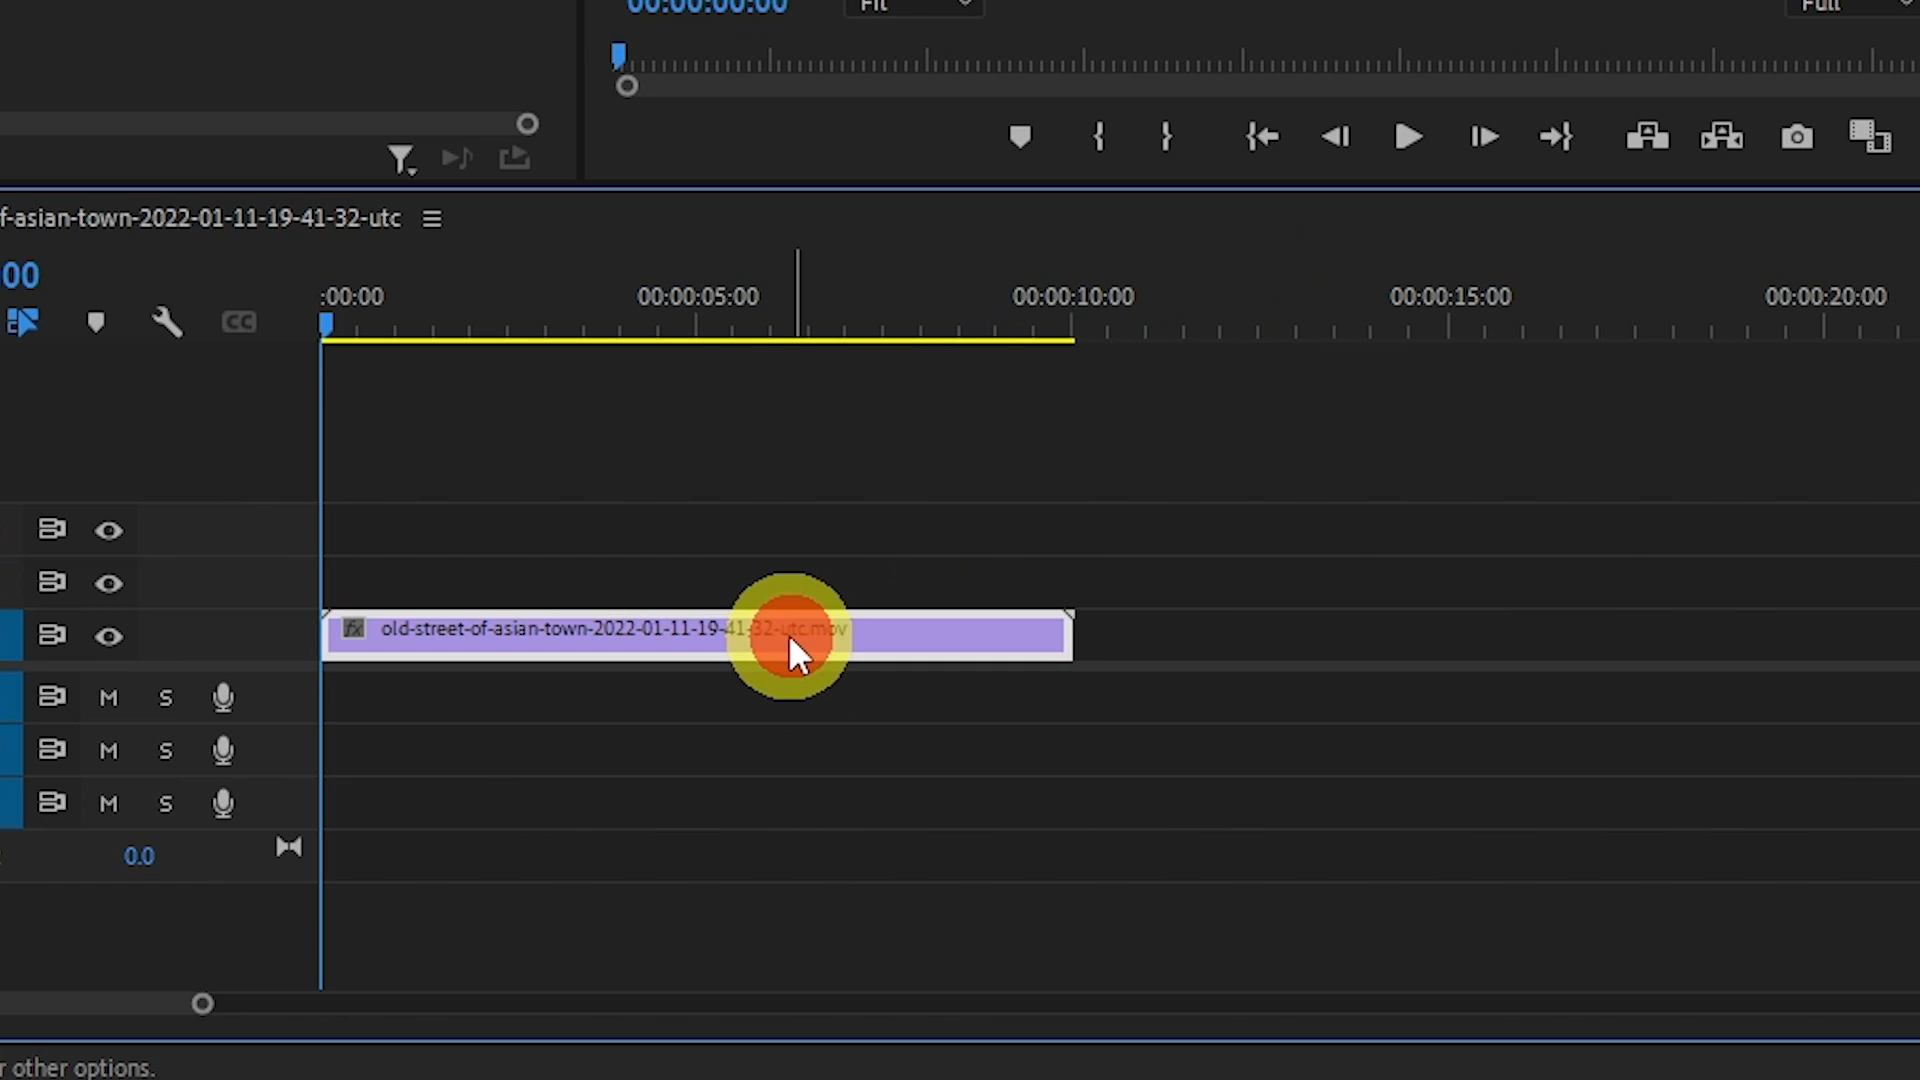 00:00:00:00
Fit
Full
f-asian-town-2022-01-11-19-41-32-utc
00
:00:00
00:00:05:00
00:00:10:00
00:00:15:00
00:00:20:00
CC
fx old-street-of-asian-town-2022-01-11-19-41-32-utc.mov
M S
M S
M S
0.0
r other options.